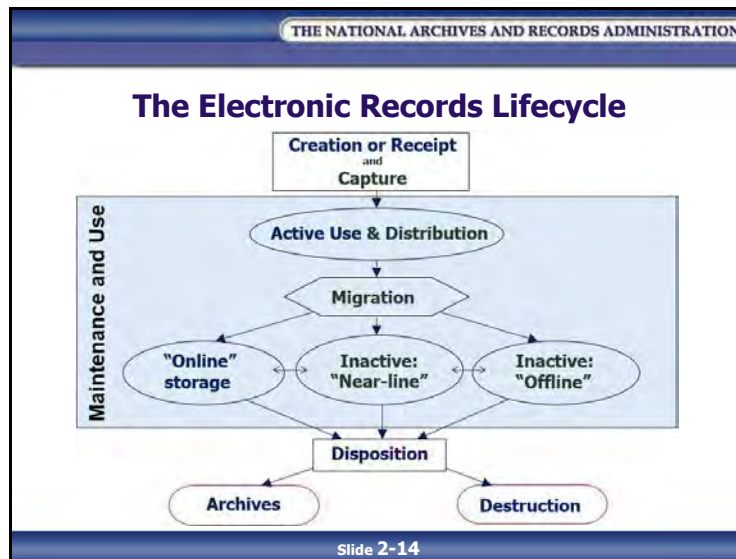 THE NATIONAL ARCHIVES AND RECORDS ADMINISTRATION
The Electronic Records Lifecycle
Creation or Receipt
and
Capture
Maintenance and Use
Active Use & Distribution
Migration
“Online”
storage
Inactive:
“Near-line”
Inactive:
“Offline”
Disposition
Archives
Destruction
Slide 2-14